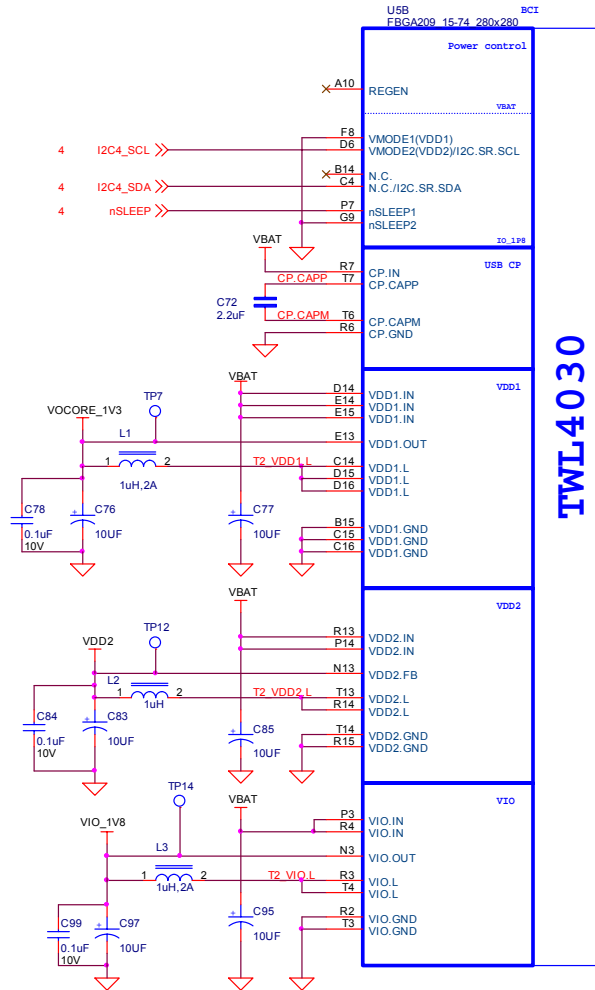 U5B
BCI
FBGA209_15-74_280x280
Power control
A10
REGEN
VBAT
F8
VMODE1(VDD1)
4 I2C4_SCL
D6
VMODE2(VDD2)/I2C.SR.SCL
B14
N.C.
4 I2C4_SDA
C4
N.C./I2C.SR.SDA
4 nSLEEP
P7
nSLEEP1
G9
nSLEEP2
IO_1P8
VBAT
USB CP
R7
CP.IN
CP.CAPP
T7
CP.CAPP
C72
2.2uF
CP.CAPM
T6
CP.CAPM
R6
CP.GND
TWL4030
VBAT
VDD1
D14
VDD1.IN
E14
VDD1.IN
E15
VDD1.IN
TP7
VOCORE_1V3
E13
VDD1.OUT
L1
1 2
1uH,2A
T2_VDD1.L
C14
VDD1.L
D15
VDD1.L
D16
VDD1.L
C78
0.1uF
10V
C76
10UF
C77
10UF
B15
VDD1.GND
C15
VDD1.GND
C16
VDD1.GND
VBAT
VDD2
R13
VDD2.IN
P14
VDD2.IN
TP12
VDD2
N13
VDD2.FB
L2
1 2
1uH
T2_VDD2.L
T13
VDD2.L
R14
VDD2.L
C84
0.1uF
10V
C83
10UF
C85
10UF
T14
VDD2.GND
R15
VDD2.GND
TP14
VBAT
VIO
P3
VIO.IN
R4
VIO.IN
VIO_1V8
N3
VIO.OUT
L3
1 2
1uH,2A
T2_VIO.L
R3
VIO.L
T4
VIO.L
C99
0.1uF
10V
C97
10UF
C95
10UF
R2
VIO.GND
T3
VIO.GND